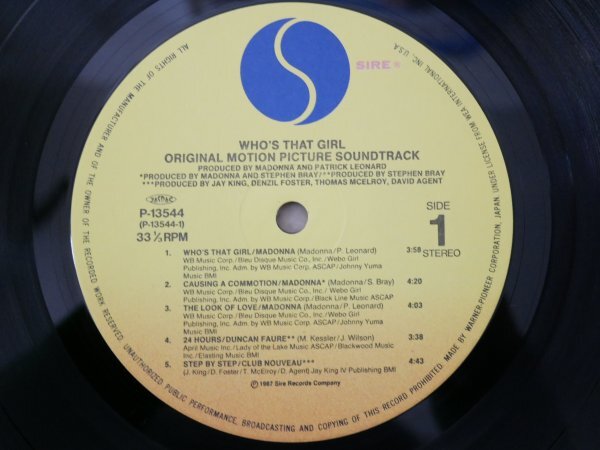 SIRE ®
WHO'S THAT GIRL
ORIGINAL MOTION PICTURE SOUNDTRACK
PRODUCED BY MADONNA AND PATRICK LEONARD
*PRODUCED BY MADONNA AND STEPHEN BRAY/**PRODUCED BY STEPHEN BRAY
***PRODUCED BY JAY KING, DENZIL FOSTER, THOMAS MCELROY, DAVID AGENT
JASRAC
P-13544
(P-13544-1)
33 1/3 RPM
SIDE
1
STEREO
1. WHO'S THAT GIRL/MADONNA (Madonna/P. Leonard) 3:58
WB Music Corp./Bleu Disque Music Co., Inc./Webo Girl
Publishing, Inc. Adm. by WB Music Corp. ASCAP/Johnny Yuma
Music BMI
2. CAUSING A COMMOTION/MADONNA* (Madonna/S. Bray) 4:20
WB Music Corp./Bleu Disque Music Co., Inc./Webo Girl
Publishing, Inc. Adm. by WB Music Corp./Black Lion Music ASCAP
3. THE LOOK OF LOVE/MADONNA (Madonna/P. Leonard) 4:03
WB Music Corp./Bleu Disque Music Co., Inc./Webo Girl
Publishing, Inc. Adm. by WB Music Corp. ASCAP/Johnny Yuma
Music BMI
4. 24 HOURS/DUNCAN FAURE** (M. Kessler/J. Wilson) 3:38
April Music Inc./Lady of the Lake Music ASCAP/Blackwood Music
Inc./Elasting Music BMI
5. STEP BY STEP/CLUB NOUVEAU*** 4:43
(J. King/D. Foster/T. McElroy/D. Agent) Jay King IV Publishing BMI
℗ 1987 Sire Records Company
ALL RIGHTS OF THE MANUFACTURER AND OF THE OWNER OF THE RECORDED WORK RESERVED. UNAUTHORIZED PUBLIC PERFORMANCE, BROADCASTING AND COPYING OF THIS RECORD PROHIBITED. MADE BY WARNER-PIONEER CORPORATION, JAPAN, UNDER LICENSE FROM WEA INTERNATIONAL INC., U.S.A.